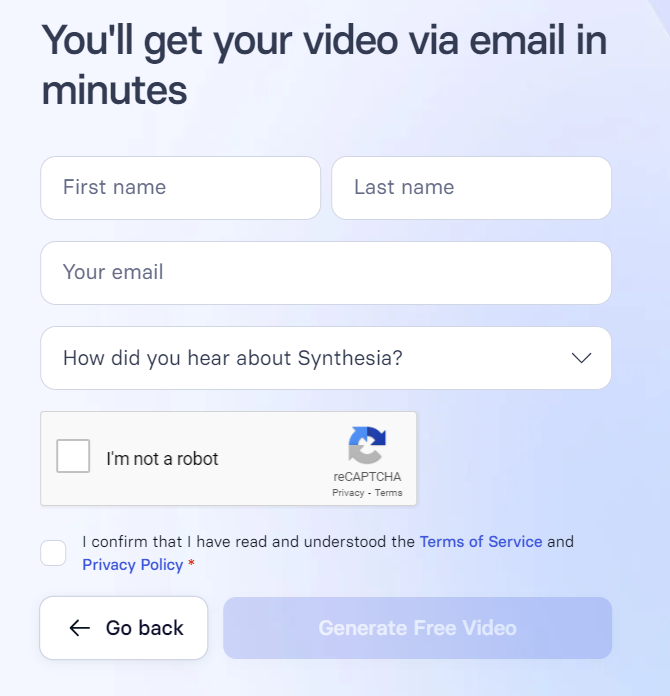 You'll get your video via email in
minutes
First name
Last name
Your email
How did you hear about Synthesia?
I'm not a robot
reCAPTCHA
Privacy - Terms
I confirm that I have read and understood the Terms of Service and
Privacy Policy *
Go back
Generate Free Video